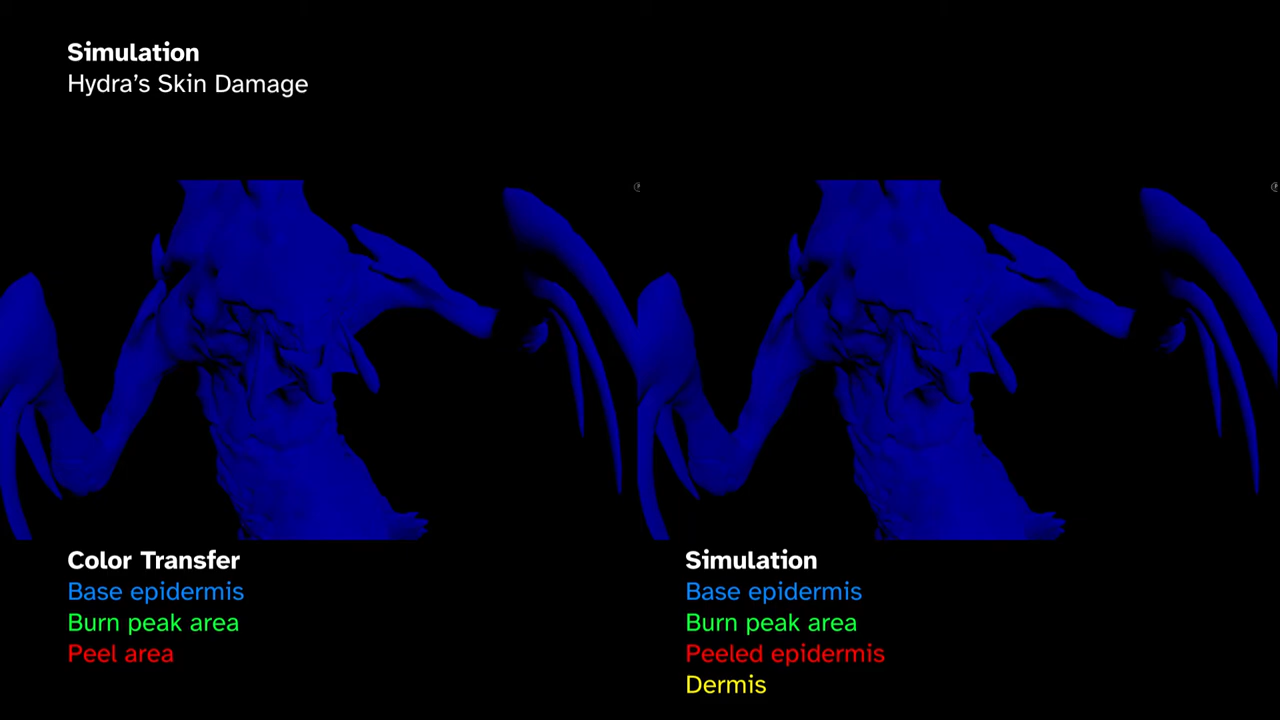 Simulation
Hydra's Skin Damage
Color Transfer
Base epidermis
Burn peak area
Peel area
Simulation
Base epidermis
Burn peak area
Peeled epidermis
Dermis